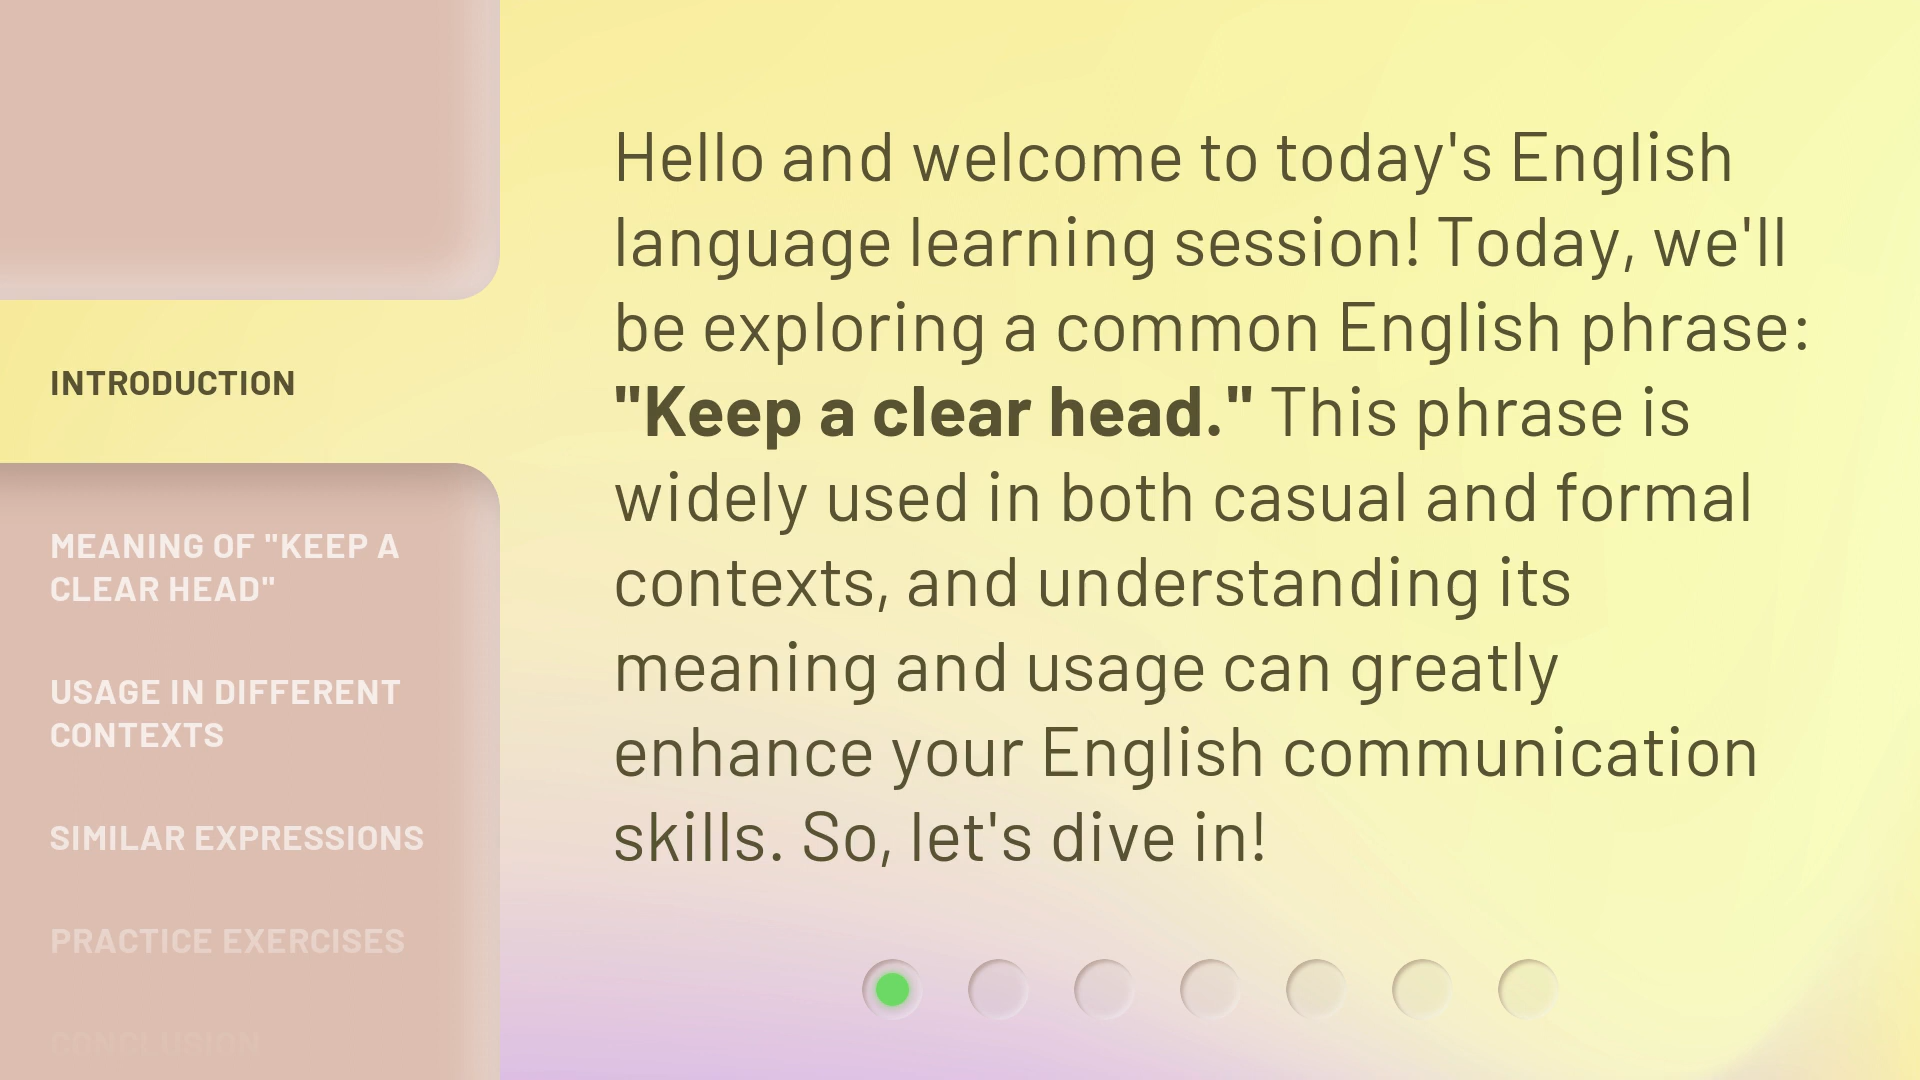 INTRODUCTION
MEANING OF "KEEP A
CLEAR HEAD"
USAGE IN DIFFERENT
CONTEXTS
SIMILAR EXPRESSIONS
PRACTICE EXERCISES
CONCLUSION
Hello and welcome to today's English
language learning session! Today, we'll
be exploring a common English phrase:
"Keep a clear head." This phrase is
widely used in both casual and formal
contexts, and understanding its
meaning and usage can greatly
enhance your English communication
skills. So, let's dive in!